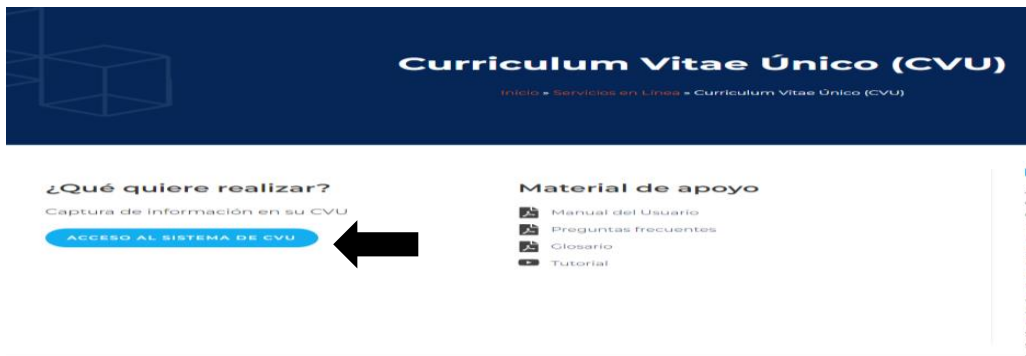 Curriculum Vitae Único (CVU)
Inicio » Servicios en Línea » Curriculum Vitae Único (CVU)
¿Qué quiere realizar?
Captura de información en su CVU
ACCESO AL SISTEMA DE CVU
Material de apoyo
Manual del Usuario
Preguntas frecuentes
Glosario
Tutorial